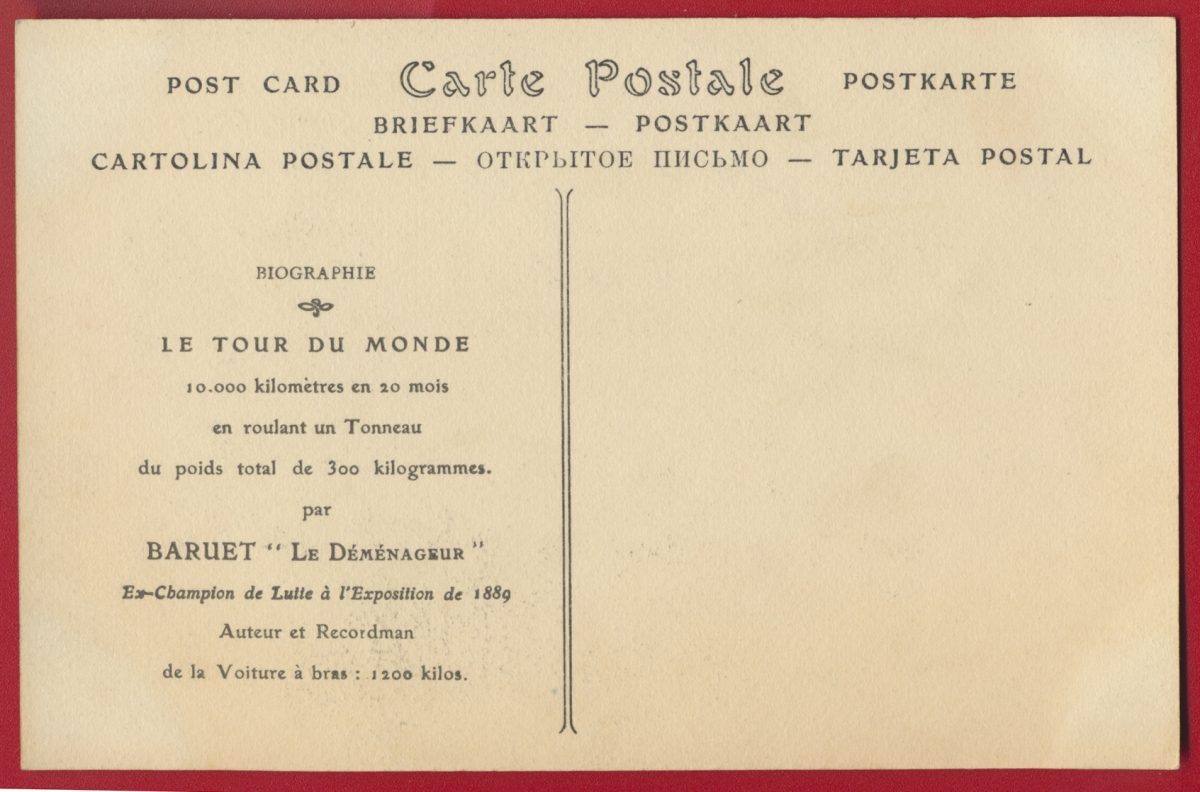 POST CARD Carte Postale POSTKARTE
BRIEFKAART — POSTKAART
CARTOLINA POSTALE — ОТКРЫТОЕ ПИСЬМО — TARJETA POSTAL
BIOGRAPHIE
LE TOUR DU MONDE
10.000 kilomètres en 20 mois
en roulant un Tonneau
du poids total de 300 kilogrammes.
par
BARUET “ LE DÉMÉNAGEUR ”
Ex-Champion de Lutte à l'Exposition de 1889
Auteur et Recordman
de la Voiture à bras : 1200 kilos.